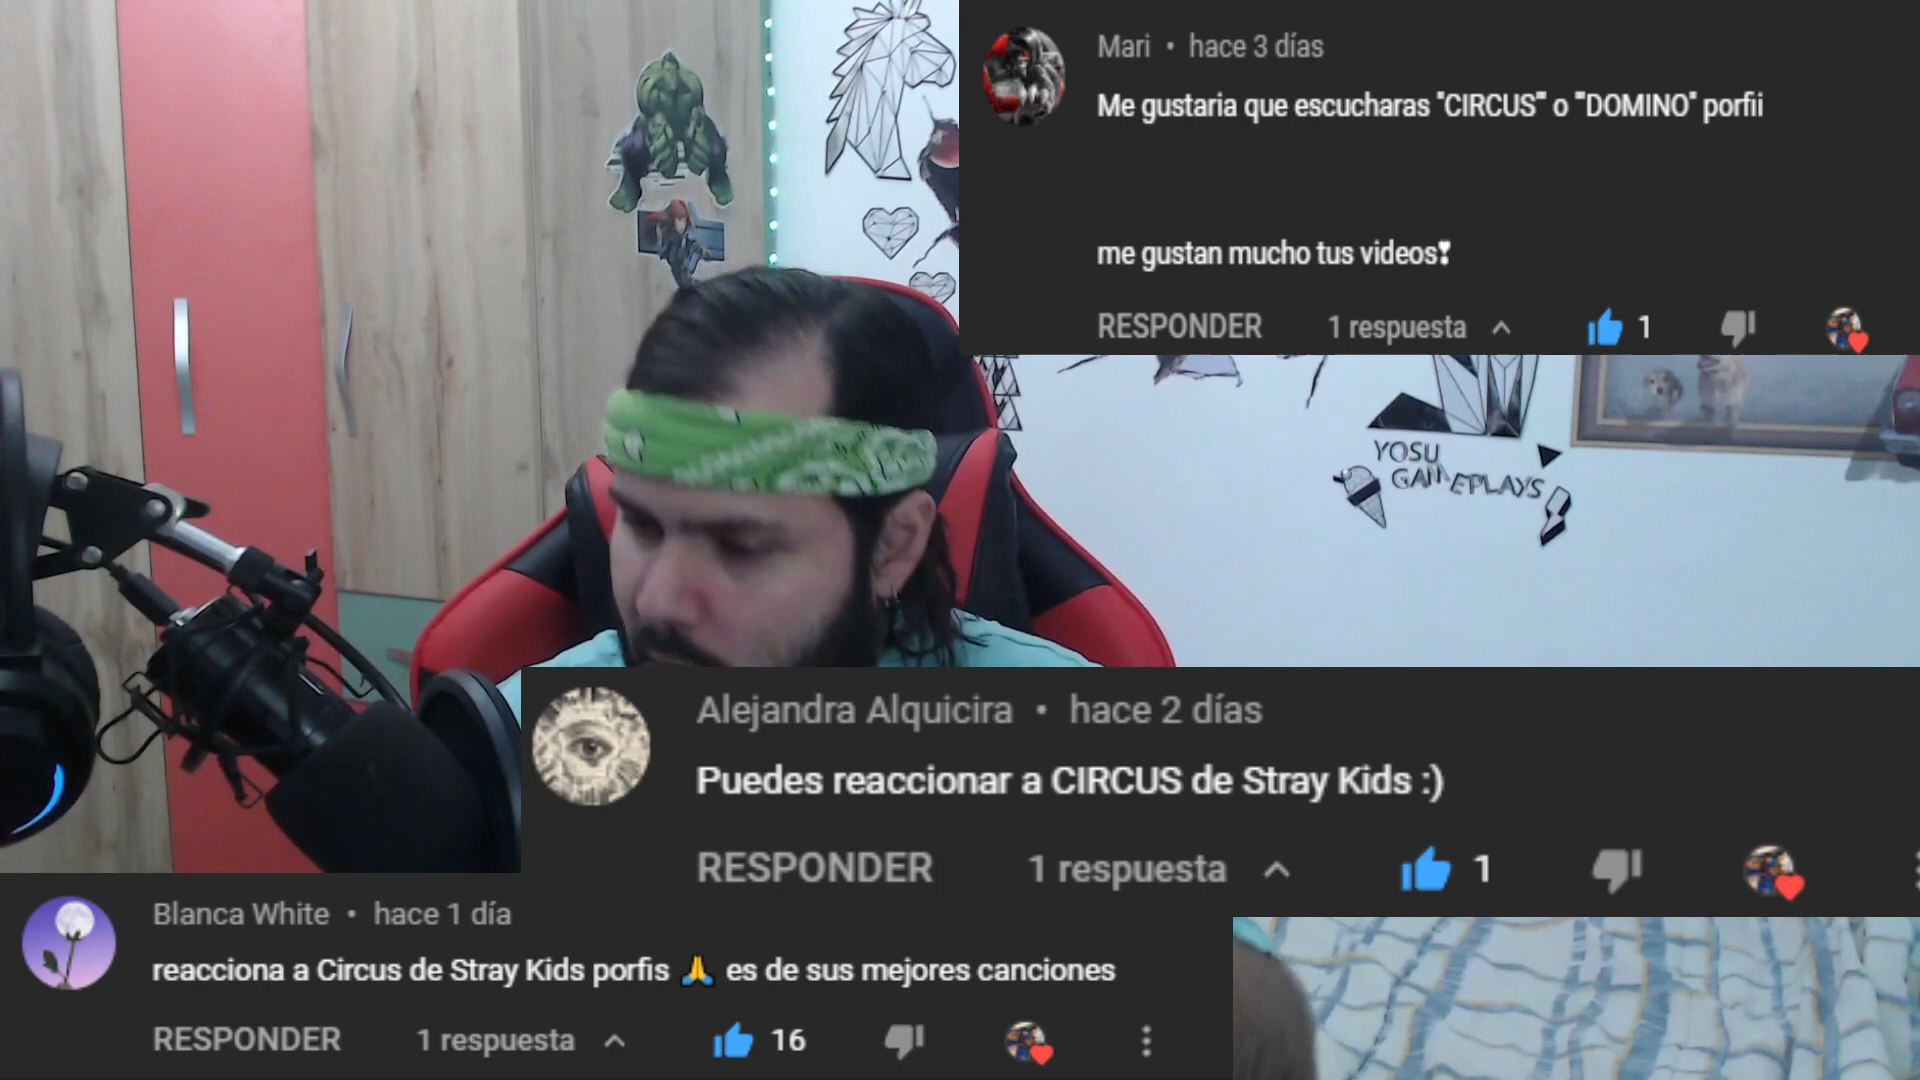 Mari • hace 3 días
Me gustaria que escucharas "CIRCUS" o "DOMINO" porfii
me gustan mucho tus videos❣
RESPONDER 1 respuesta 1
YOSU
GAMEPLAYS
Alejandra Alquicira • hace 2 días
Puedes reaccionar a CIRCUS de Stray Kids :)
RESPONDER 1 respuesta 1
Blanca White • hace 1 día
reacciona a Circus de Stray Kids porfis 🙏 es de sus mejores canciones
RESPONDER 1 respuesta 16